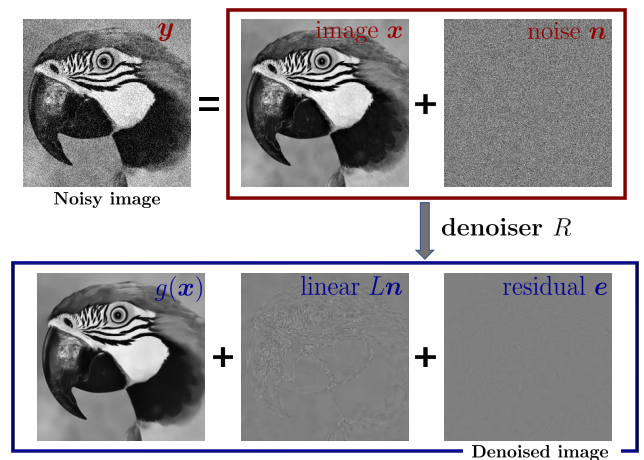 y
image x
noise n
=
+
Noisy image
denoiser R
g(x)
linear Ln
residual e
+
+
Denoised image